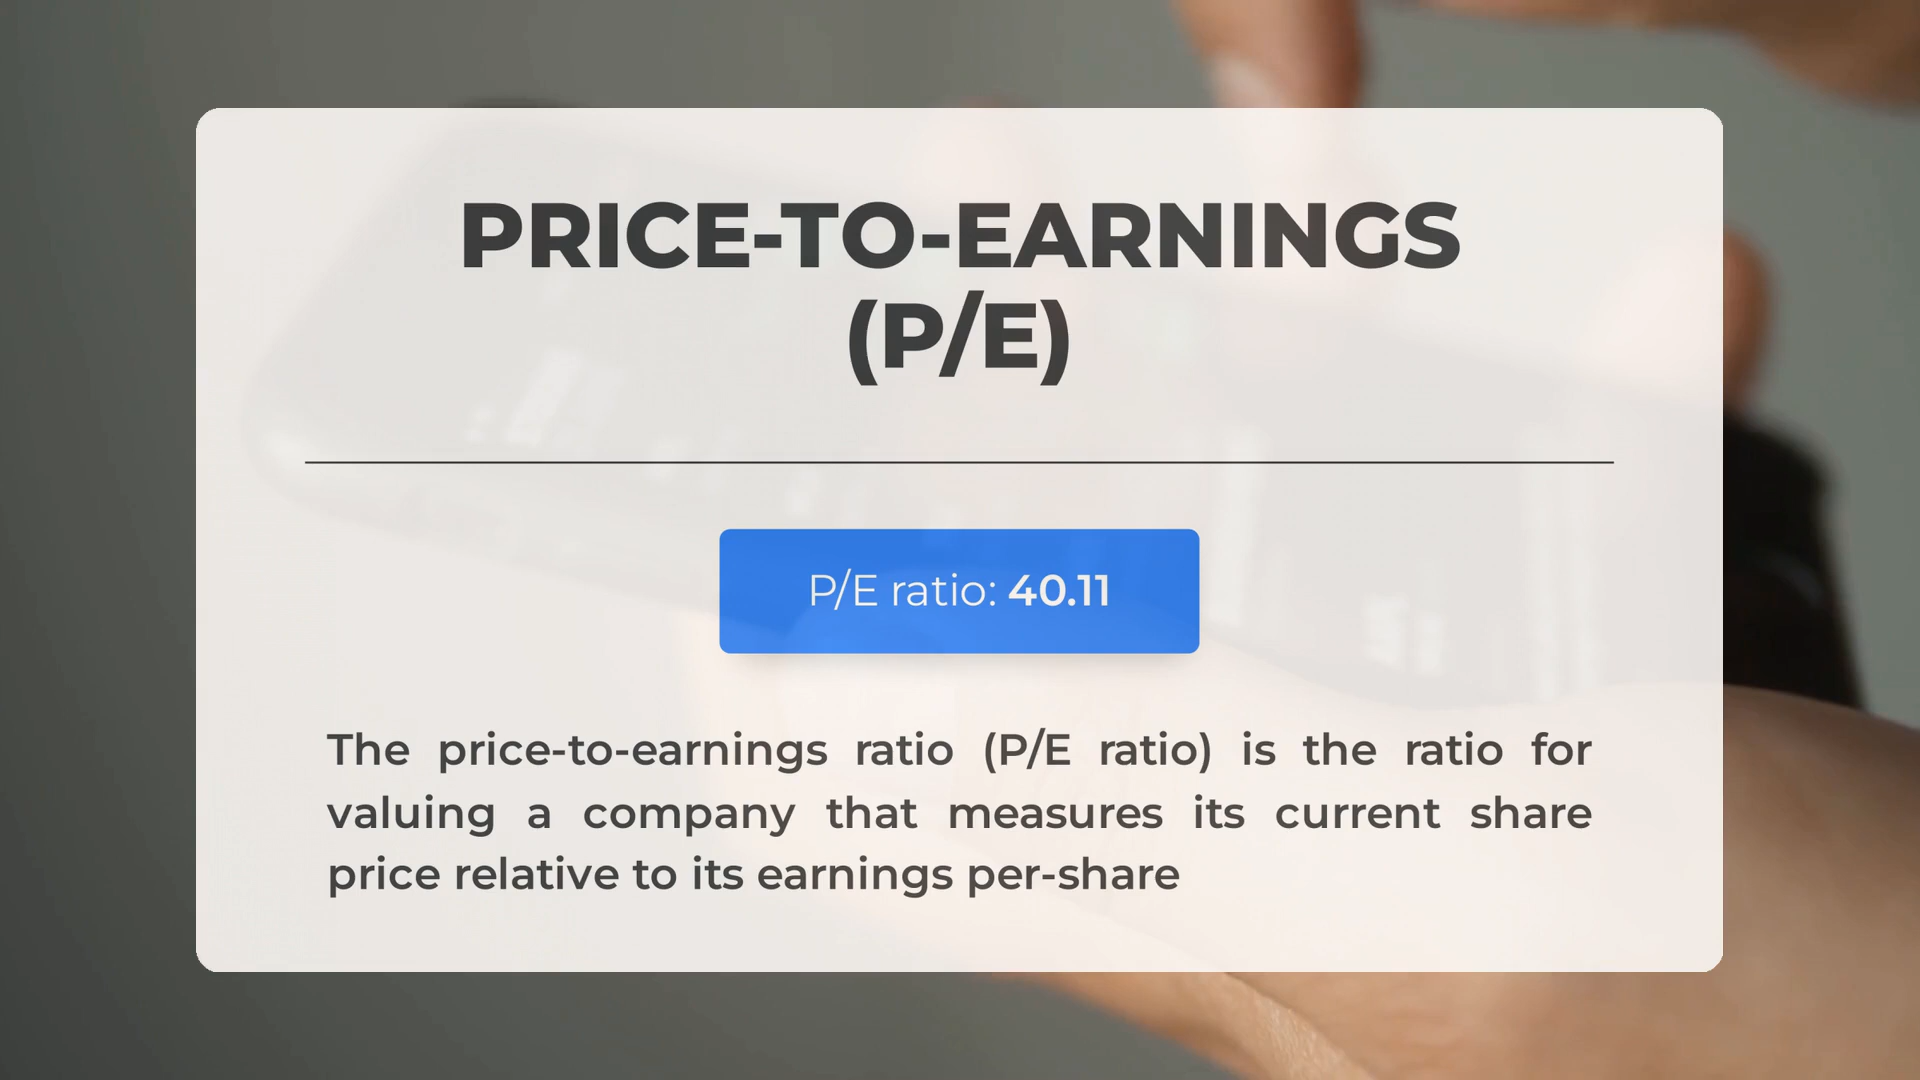 PRICE-TO-EARNINGS
(P/E)
P/E ratio: 40.11
The price-to-earnings ratio (P/E ratio) is the ratio for
valuing a company that measures its current share
price relative to its earnings per-share